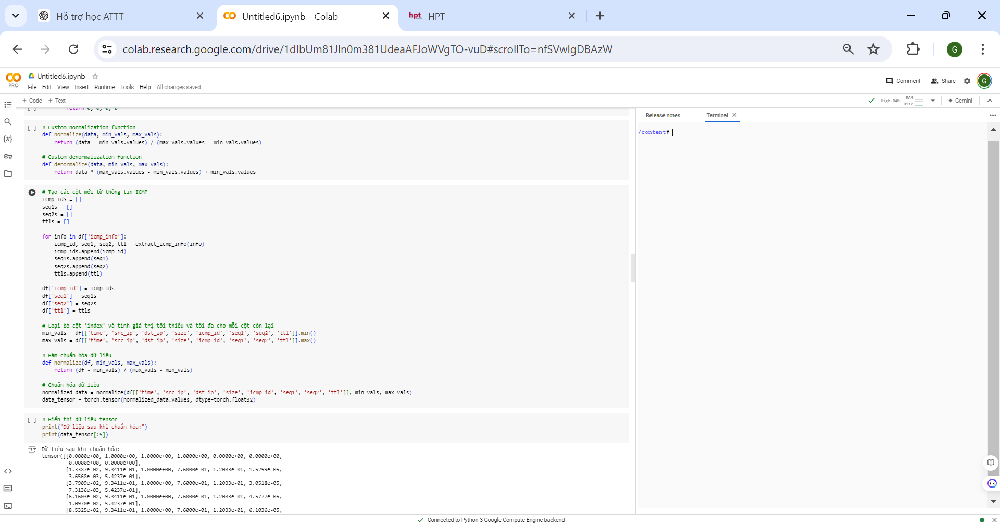 Hỗ trợ học ATTT
Untitled6.ipynb - Colab
hpt HPT
colab.research.google.com/drive/1dIbUm81Jln0m381UdeaAFJoWVgTO-vuD#scrollTo=nfSVwlgDBAzW
G
CO
PRO
Untitled6.ipynb
File Edit View Insert Runtime Tools Help All changes saved
Comment
Share
G
+ Code + Text
High-RAM
RAM
Disk
Gemini
[ ] return 0, 0, 0, 0
[ ] # Custom normalization function
def normalize(data, min_vals, max_vals):
return (data - min_vals.values) / (max_vals.values - min_vals.values)
# Custom denormalization function
def denormalize(data, min_vals, max_vals):
return data * (max_vals.values - min_vals.values) + min_vals.values
# Tạo các cột mới từ thông tin ICMP
icmp_ids = []
seq1s = []
seq2s = []
ttls = []
for info in df['icmp_info']:
icmp_id, seq1, seq2, ttl = extract_icmp_info(info)
icmp_ids.append(icmp_id)
seq1s.append(seq1)
seq2s.append(seq2)
ttls.append(ttl)
df['icmp_id'] = icmp_ids
df['seq1'] = seq1s
df['seq2'] = seq2s
df['ttl'] = ttls
# Loại bỏ cột 'index' và tính giá trị tối thiểu và tối đa cho mỗi cột còn lại
min_vals = df[['time', 'src_ip', 'dst_ip', 'size', 'icmp_id', 'seq1', 'seq2', 'ttl']].min()
max_vals = df[['time', 'src_ip', 'dst_ip', 'size', 'icmp_id', 'seq1', 'seq2', 'ttl']].max()
# Hàm chuẩn hóa dữ liệu
def normalize(df, min_vals, max_vals):
return (df - min_vals) / (max_vals - min_vals)
# Chuẩn hóa dữ liệu
normalized_data = normalize(df[['time', 'src_ip', 'dst_ip', 'size', 'icmp_id', 'seq1', 'seq2', 'ttl']], min_vals, max_vals)
data_tensor = torch.tensor(normalized_data.values, dtype=torch.float32)
[ ] # Hiển thị dữ liệu tensor
print("Dữ liệu sau khi chuẩn hóa:")
print(data_tensor[:5])
Dữ liệu sau khi chuẩn hóa:
tensor([[0.0000e+00, 1.0000e+00, 1.0000e+00, 1.0000e+00, 0.0000e+00, 0.0000e+00,
0.0000e+00, 0.0000e+00],
[1.3387e-02, 9.3411e-01, 1.0000e+00, 7.6000e-01, 1.2033e-01, 1.5259e-05,
3.6568e-03, 5.4237e-01],
[3.7909e-02, 9.3411e-01, 1.0000e+00, 7.6000e-01, 1.2033e-01, 3.0518e-05,
7.3136e-03, 5.4237e-01],
[6.1603e-02, 9.3411e-01, 1.0000e+00, 7.6000e-01, 1.2033e-01, 4.5777e-05,
1.0970e-02, 5.4237e-01],
[8.5325e-02, 9.3411e-01, 1.0000e+00, 7.6000e-01, 1.2033e-01, 6.1036e-05,
Release notes
Terminal
/content#
Connected to Python 3 Google Compute Engine backend